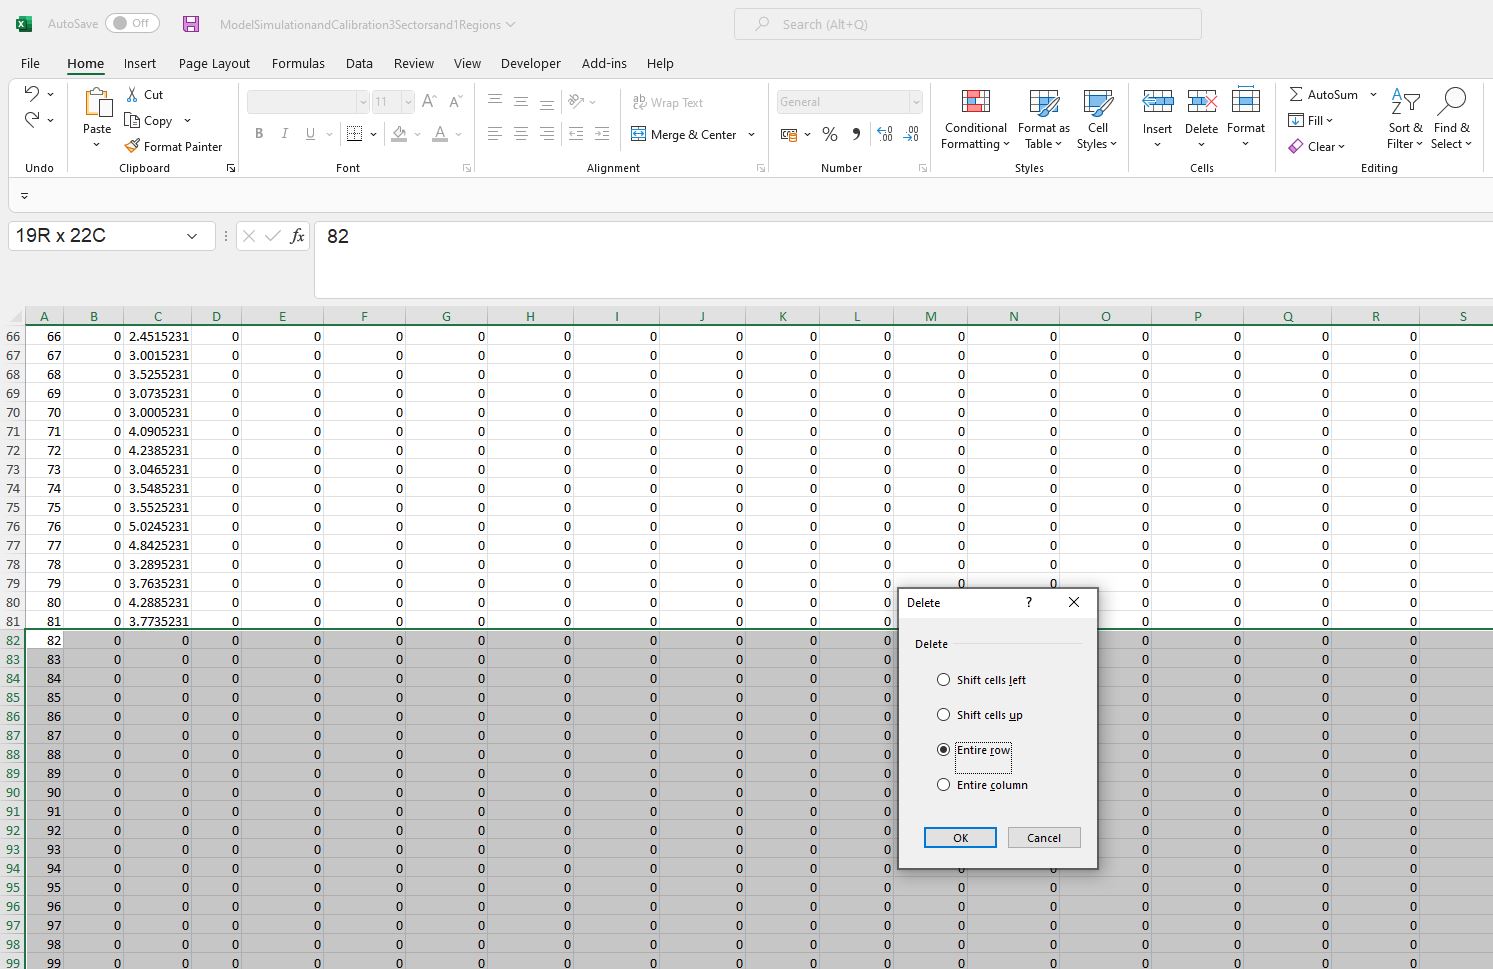 AutoSave Off ModelSimulationandCalibration3Sectorsand1Regions Search (Alt+Q)
File Home Insert Page Layout Formulas Data Review View Developer Add-ins Help
Cut 11 A^ A˅ ab Wrap Text General AutoSum
Paste Copy Conditional Format as Cell Insert Delete Format Fill Sort & Find &
Format Painter B I U A Merge & Center % 9 Formatting Table Styles Clear Filter Select
Undo Clipboard Font Alignment Number Styles Cells Editing
19R x 22C fx 82
A B C D E F G H I J K L M N O P Q R S
66 66 0 2.4515231 0 0 0 0 0 0 0 0 0 0 0 0 0 0 0
67 67 0 3.0015231 0 0 0 0 0 0 0 0 0 0 0 0 0 0 0
68 68 0 3.5255231 0 0 0 0 0 0 0 0 0 0 0 0 0 0 0
69 69 0 3.0735231 0 0 0 0 0 0 0 0 0 0 0 0 0 0 0
70 70 0 3.0005231 0 0 0 0 0 0 0 0 0 0 0 0 0 0 0
71 71 0 4.0905231 0 0 0 0 0 0 0 0 0 0 0 0 0 0 0
72 72 0 4.2385231 0 0 0 0 0 0 0 0 0 0 0 0 0 0 0
73 73 0 3.0465231 0 0 0 0 0 0 0 0 0 0 0 0 0 0 0
74 74 0 3.5485231 0 0 0 0 0 0 0 0 0 0 0 0 0 0 0
75 75 0 3.5525231 0 0 0 0 0 0 0 0 0 0 0 0 0 0 0
76 76 0 5.0245231 0 0 0 0 0 0 0 0 0 0 0 0 0 0 0
77 77 0 4.8425231 0 0 0 0 0 0 0 0 0 0 0 0 0 0 0
78 78 0 3.2895231 0 0 0 0 0 0 0 0 0 0 0 0 0 0 0
79 79 0 3.7635231 0 0 0 0 0 0 0 0 0 0 0 0 0 0 0
80 80 0 4.2885231 0 0 0 0 0 0 0 0 0 0 0 0 0
81 81 0 3.7735231 0 0 0 0 0 0 0 0 0 0 0 0 0
82 82 0 0 0 0 0 0 0 0 0 0 0 0 0 0 0
83 83 0 0 0 0 0 0 0 0 0 0 0 0 0 0 0
84 84 0 0 0 0 0 0 0 0 0 0 0 0 0 0 0
85 85 0 0 0 0 0 0 0 0 0 0 0 0 0 0 0
86 86 0 0 0 0 0 0 0 0 0 0 0 0 0 0 0
87 87 0 0 0 0 0 0 0 0 0 0 0 0 0 0 0
88 88 0 0 0 0 0 0 0 0 0 0 0 0 0 0 0
89 89 0 0 0 0 0 0 0 0 0 0 0 0 0 0 0
90 90 0 0 0 0 0 0 0 0 0 0 0 0 0 0 0
91 91 0 0 0 0 0 0 0 0 0 0 0 0 0 0 0
92 92 0 0 0 0 0 0 0 0 0 0 0 0 0 0 0
93 93 0 0 0 0 0 0 0 0 0 0 0 0 0 0 0
94 94 0 0 0 0 0 0 0 0 0 0 0 0 0 0 0 0 0
95 95 0 0 0 0 0 0 0 0 0 0 0 0 0 0 0 0 0
96 96 0 0 0 0 0 0 0 0 0 0 0 0 0 0 0 0 0
97 97 0 0 0 0 0 0 0 0 0 0 0 0 0 0 0 0 0
98 98 0 0 0 0 0 0 0 0 0 0 0 0 0 0 0 0 0
99 99 0 0 0 0 0 0 0 0 0 0 0 0 0 0 0 0 0
Delete ?
Delete
Shift cells left
Shift cells up
Entire row
Entire column
OK Cancel